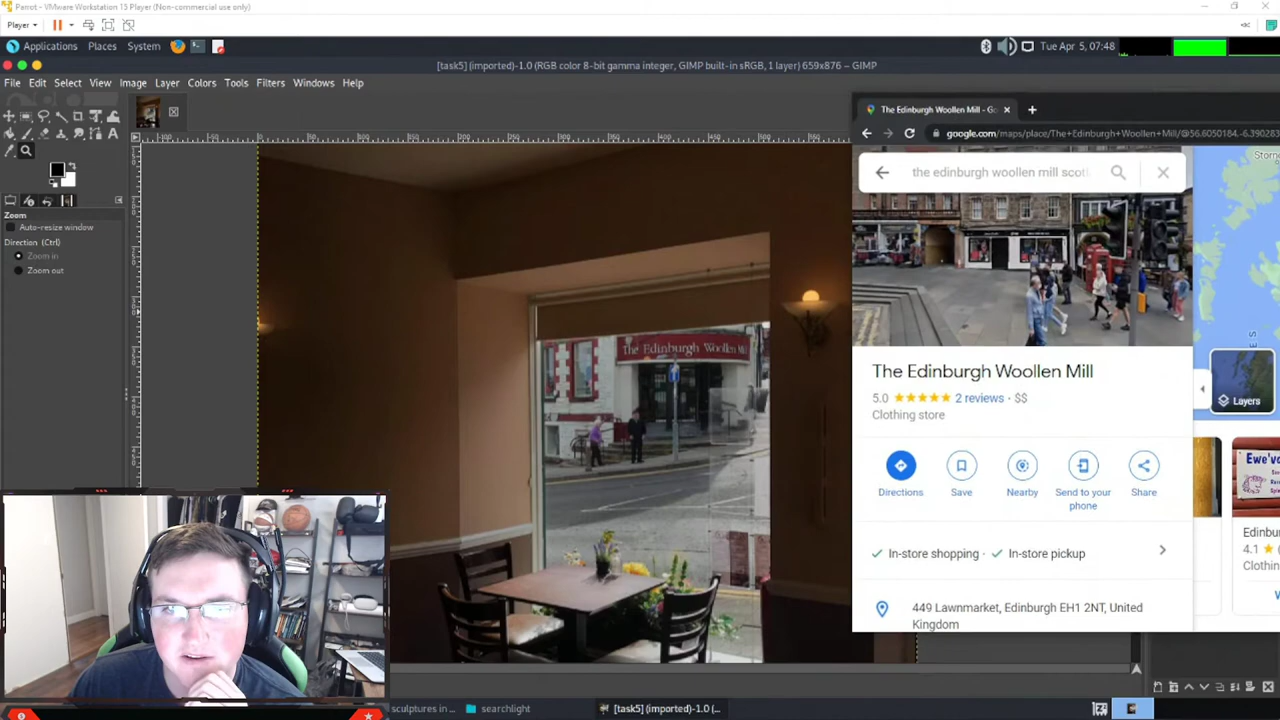 Parrot - VMware Workstation 15 Player (Non-commercial use only)
Player
Applications Places System
Tue Apr 5, 07:48
[task5] (imported)-1.0 (RGB color 8-bit gamma integer, GIMP built-in sRGB, 1 layer) 659x876 – GIMP
File Edit Select View Image Layer Colors Tools Filters Windows Help
Zoom
Auto-resize window
Direction (Ctrl)
Zoom in
Zoom out
The Edinburgh Woollen Mill
The Edinburgh Woollen Mill - Go
google.com/maps/place/The+Edinburgh+Woollen+Mill/@56.6050184,-6.390283
the edinburgh woollen mill scot
The Edinburgh Woollen Mill
5.0 2 reviews · $$
Clothing store
Directions
Save
Nearby
Send to your phone
Share
In-store shopping · In-store pickup
449 Lawnmarket, Edinburgh EH1 2NT, United
Kingdom
Storno
Layers
Ewe'va
Edinbur
4.1
Clothin
sculptures in ...
searchlight
[task5] (imported)-1.0 (...